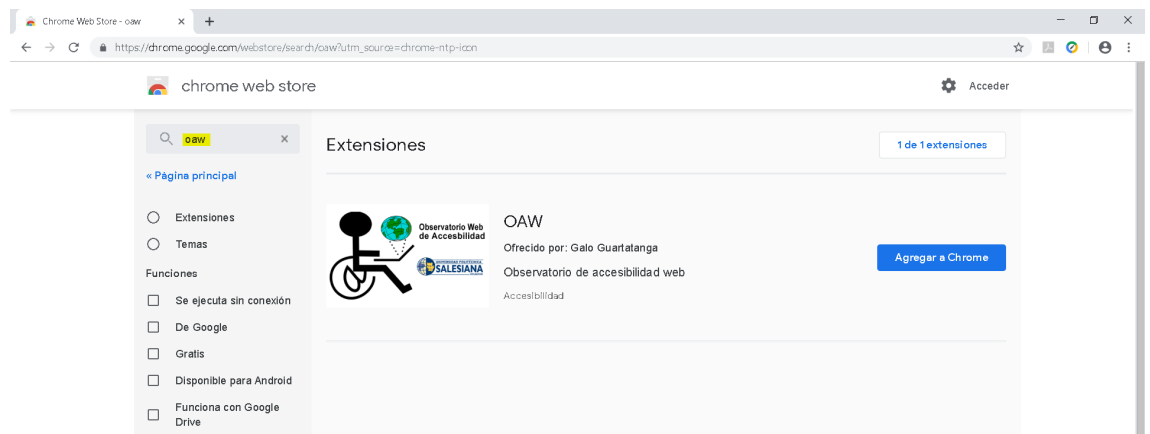 Chrome Web Store - oaw
https://chrome.google.com/webstore/search/oaw?utm_source=chrome-ntp-icon
chrome web store
Acceder
oaw
« Página principal
Extensiones
Temas
Funciones
Se ejecuta sin conexión
De Google
Gratis
Disponible para Android
Funciona con Google
Drive
Extensiones
1 de 1 extensiones
Observatorio Web
de Accesbilidad
UNIVERSIDAD POLITÉCNICA
SALESIANA
OAW
Ofrecido por: Galo Guartatanga
Observatorio de accesibilidad web
Accesibilidad
Agregar a Chrome